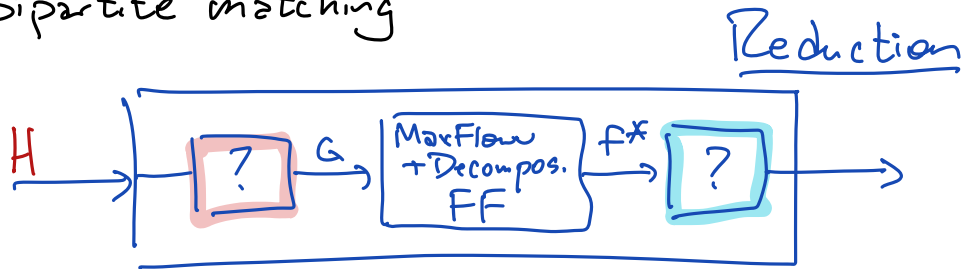 bipartite matching
Reduction
H ? G MaxFlow f* ?
+Decompos.
FF